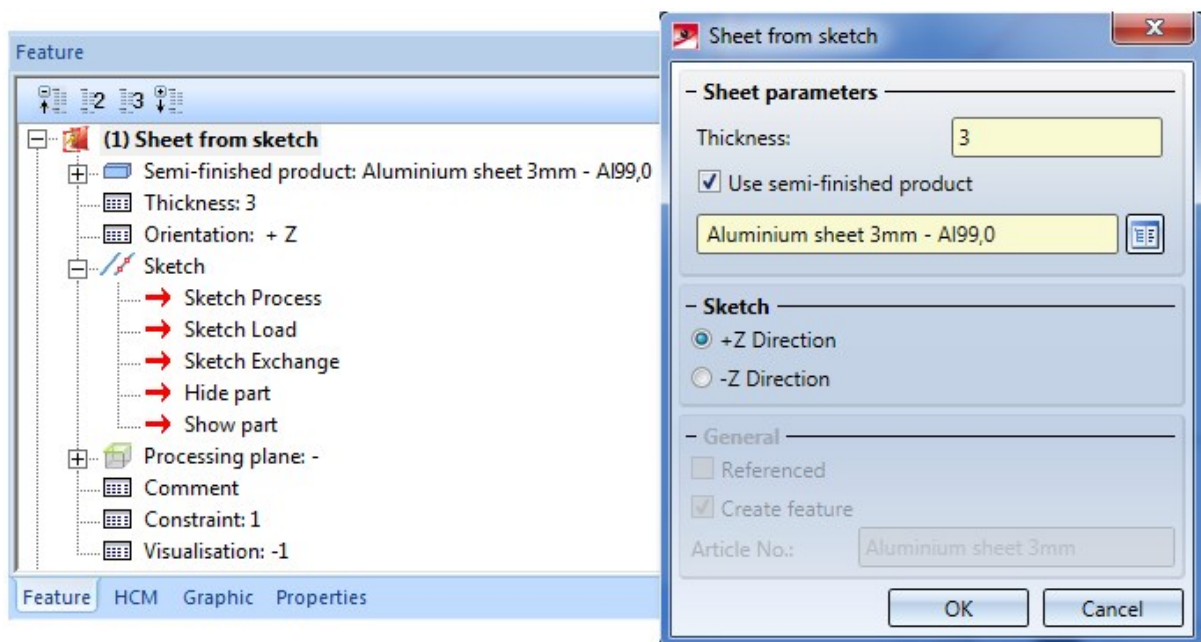 Feature
2 3
(1) Sheet from sketch
Semi-finished product: Aluminium sheet 3mm - Al99,0
Thickness: 3
Orientation: + Z
Sketch
Sketch Process
Sketch Load
Sketch Exchange
Hide part
Show part
Processing plane: -
Comment
Constraint: 1
Visualisation: -1
Feature HCM Graphic Properties
Sheet from sketch
Sheet parameters
Thickness: 3
Use semi-finished product
Aluminium sheet 3mm - Al99,0
Sketch
+Z Direction
-Z Direction
General
Referenced
Create feature
Article No.: Aluminium sheet 3mm
OK Cancel